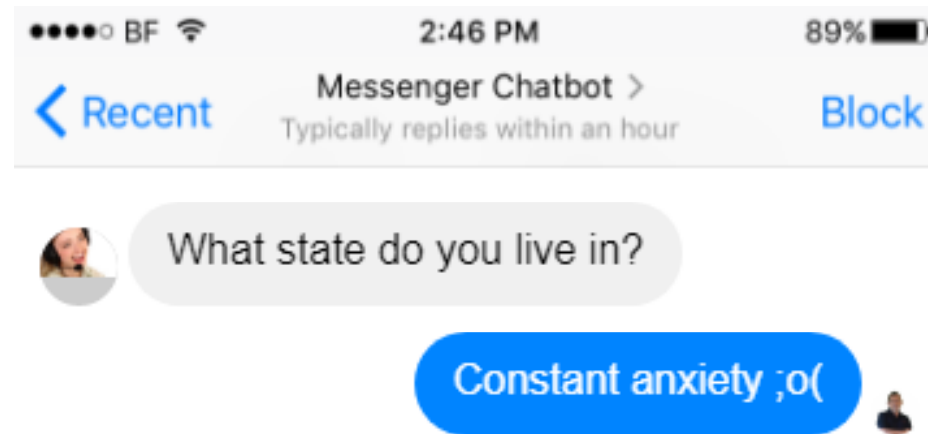 BF 2:46 PM 89%
Messenger Chatbot >
Recent Block
Typically replies within an hour
What state do you live in?
Constant anxiety ;o(